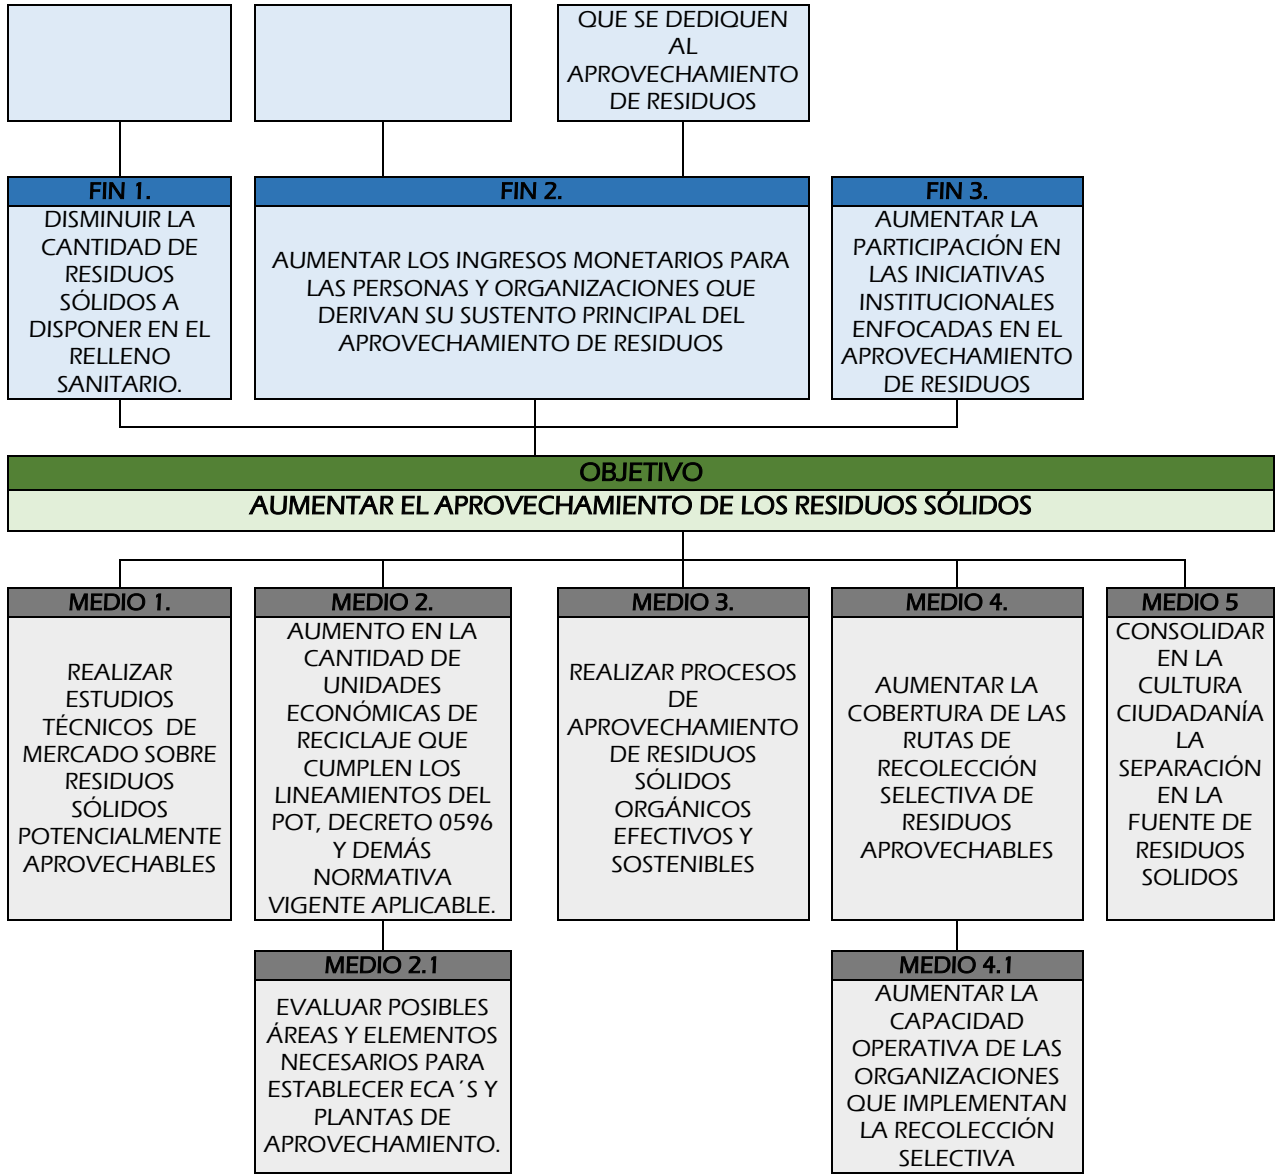 QUE SE DEDIQUEN
AL
APROVECHAMIENTO
DE RESIDUOS
FIN 1.
DISMINUIR LA
CANTIDAD DE
RESIDUOS
SÓLIDOS A
DISPONER EN EL
RELLENO
SANITARIO.
FIN 2.
AUMENTAR LOS INGRESOS MONETARIOS PARA
LAS PERSONAS Y ORGANIZACIONES QUE
DERIVAN SU SUSTENTO PRINCIPAL DEL
APROVECHAMIENTO DE RESIDUOS
FIN 3.
AUMENTAR LA
PARTICIPACIÓN EN
LAS INICIATIVAS
INSTITUCIONALES
ENFOCADAS EN EL
APROVECHAMIENTO
DE RESIDUOS
OBJETIVO
AUMENTAR EL APROVECHAMIENTO DE LOS RESIDUOS SÓLIDOS
MEDIO 1.
REALIZAR
ESTUDIOS
TÉCNICOS  DE
MERCADO SOBRE
RESIDUOS
SÓLIDOS
POTENCIALMENTE
APROVECHABLES
MEDIO 2.
AUMENTO EN LA
CANTIDAD DE
UNIDADES
ECONÓMICAS DE
RECICLAJE QUE
CUMPLEN LOS
LINEAMIENTOS DEL
POT, DECRETO 0596
Y DEMÁS
NORMATIVA
VIGENTE APLICABLE.
MEDIO 3.
REALIZAR PROCESOS
DE
APROVECHAMIENTO
DE RESIDUOS
SÓLIDOS
ORGÁNICOS
EFECTIVOS Y
SOSTENIBLES
MEDIO 4.
AUMENTAR LA
COBERTURA DE LAS
RUTAS DE
RECOLECCIÓN
SELECTIVA DE
RESIDUOS
APROVECHABLES
MEDIO 5
CONSOLIDAR
EN LA
CULTURA
CIUDADANÍA
LA
SEPARACIÓN
EN LA
FUENTE DE
RESIDUOS
SOLIDOS
MEDIO 2.1
EVALUAR POSIBLES
ÁREAS Y ELEMENTOS
NECESARIOS PARA
ESTABLECER ECA´S Y
PLANTAS DE
APROVECHAMIENTO.
MEDIO 4.1
AUMENTAR LA
CAPACIDAD
OPERATIVA DE LAS
ORGANIZACIONES
QUE IMPLEMENTAN
LA RECOLECCIÓN
SELECTIVA